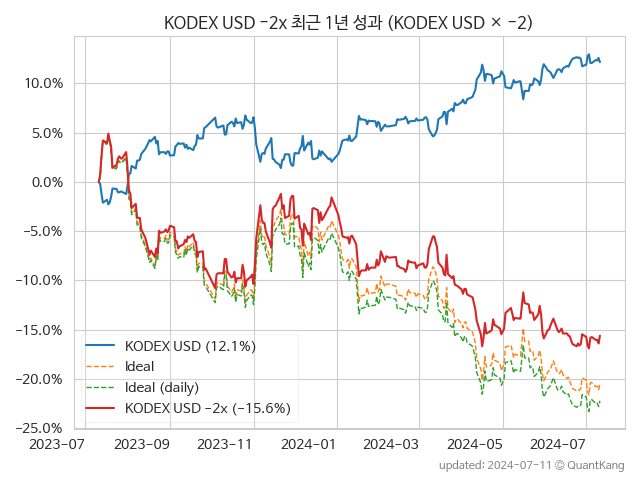 KODEX USD −2x 최근 1년 성과 (KODEX USD × −2)
10.0%
5.0%
0.0%
−5.0%
−10.0%
−15.0%
−20.0%
−25.0%
KODEX USD (12.1%)
Ideal
Ideal (daily)
KODEX USD −2x (−15.6%)
2023-07 2023-09 2023-11 2024-01 2024-03 2024-05 2024-07
updated: 2024-07-11 © QuantKang